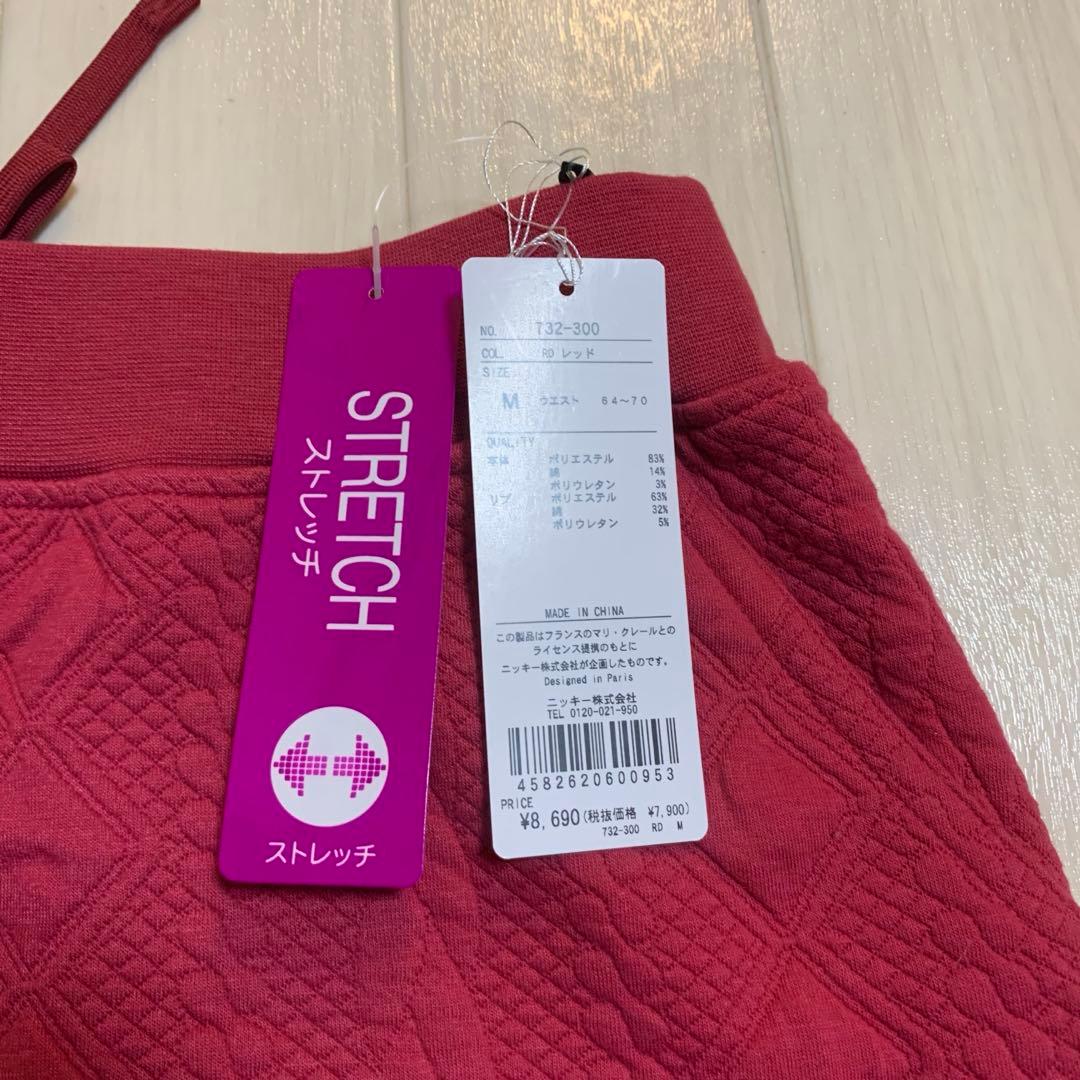 STRETCH
ストレッチ
ストレッチ
NO. 732-300
COL. RD レッド
SIZE
M ウエスト 64～70
QUALITY
本体 ポリエステル 83%
綿 14%
ポリウレタン 3%
リブ ポリエステル 63%
綿 32%
ポリウレタン 5%
MADE IN CHINA
この製品はフランスのマリ・クレールとの
ライセンス提携のもとに
ニッキー株式会社が企画したものです。
Designed in Paris
ニッキー株式会社
TEL 0120-021-950
4582620600953
PRICE
¥8,690(税抜価格 ¥7,900)
732-300 RD M